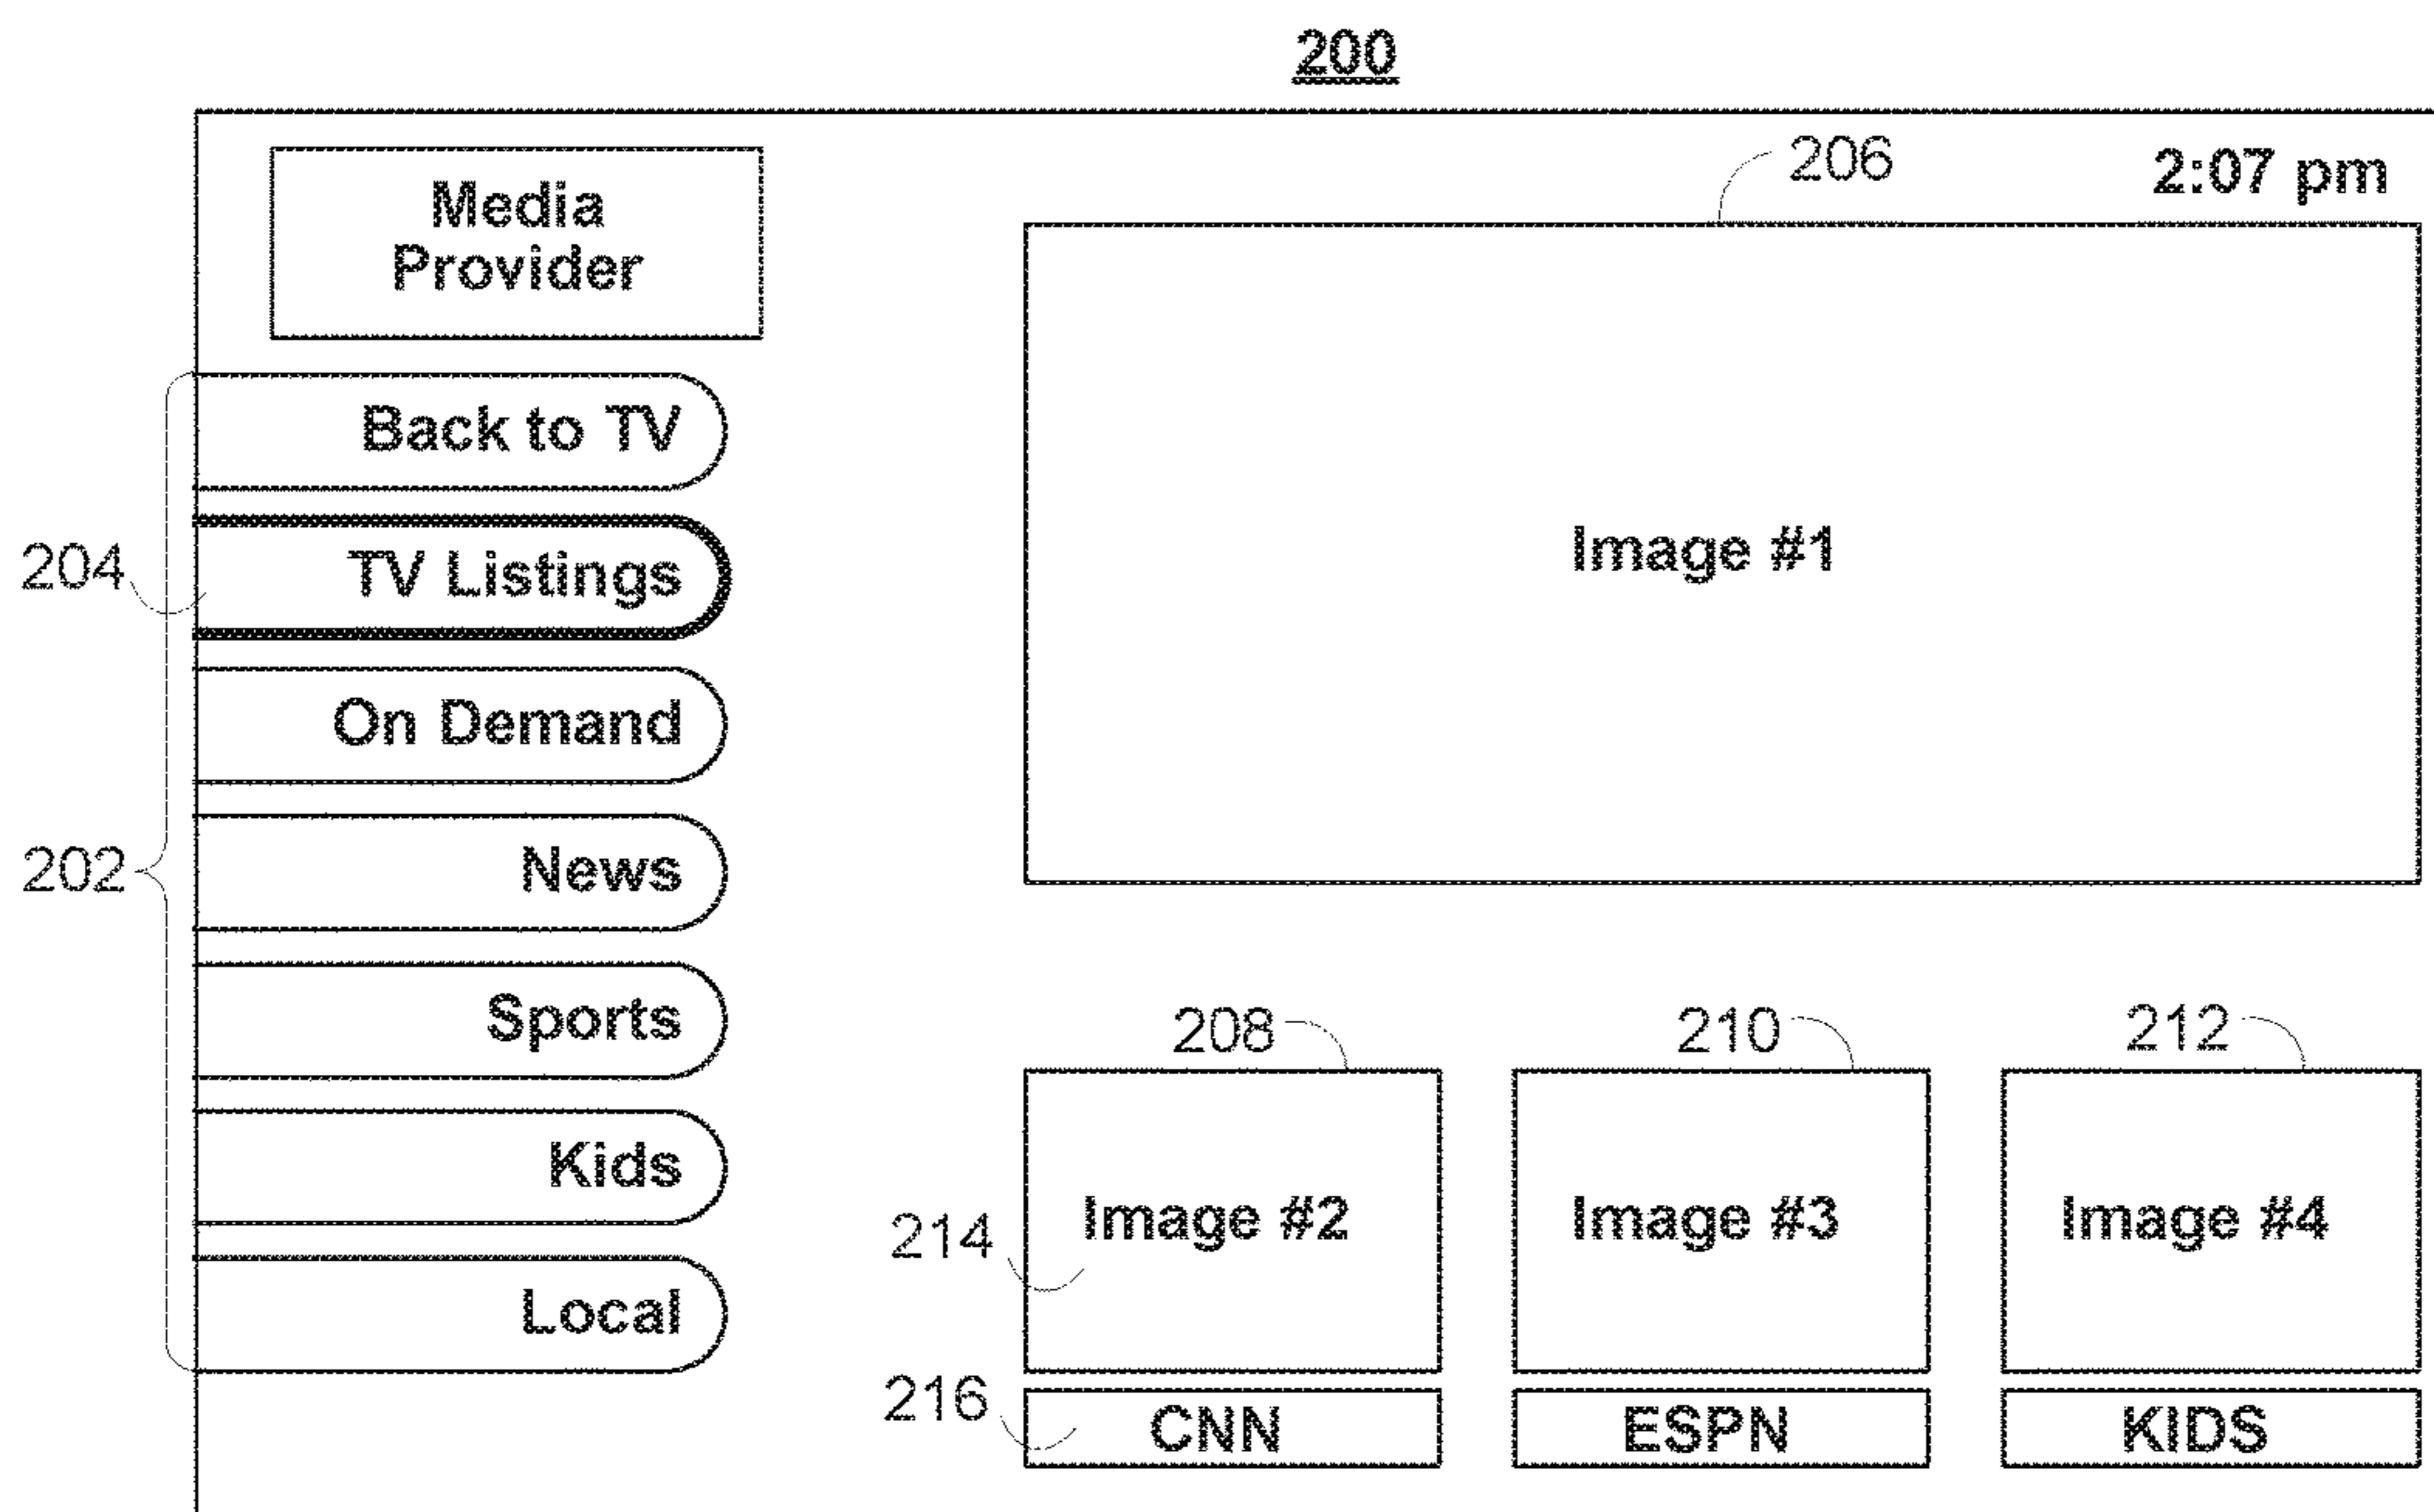 200
206
2:07 pm
Media
Provider
Back to TV
204
TV Listings
Image #1
On Demand
202
News
Sports
208
210
212
Kids
214
Image #2
Image #3
Image #4
Local
216
CNN
ESPN
KIDS